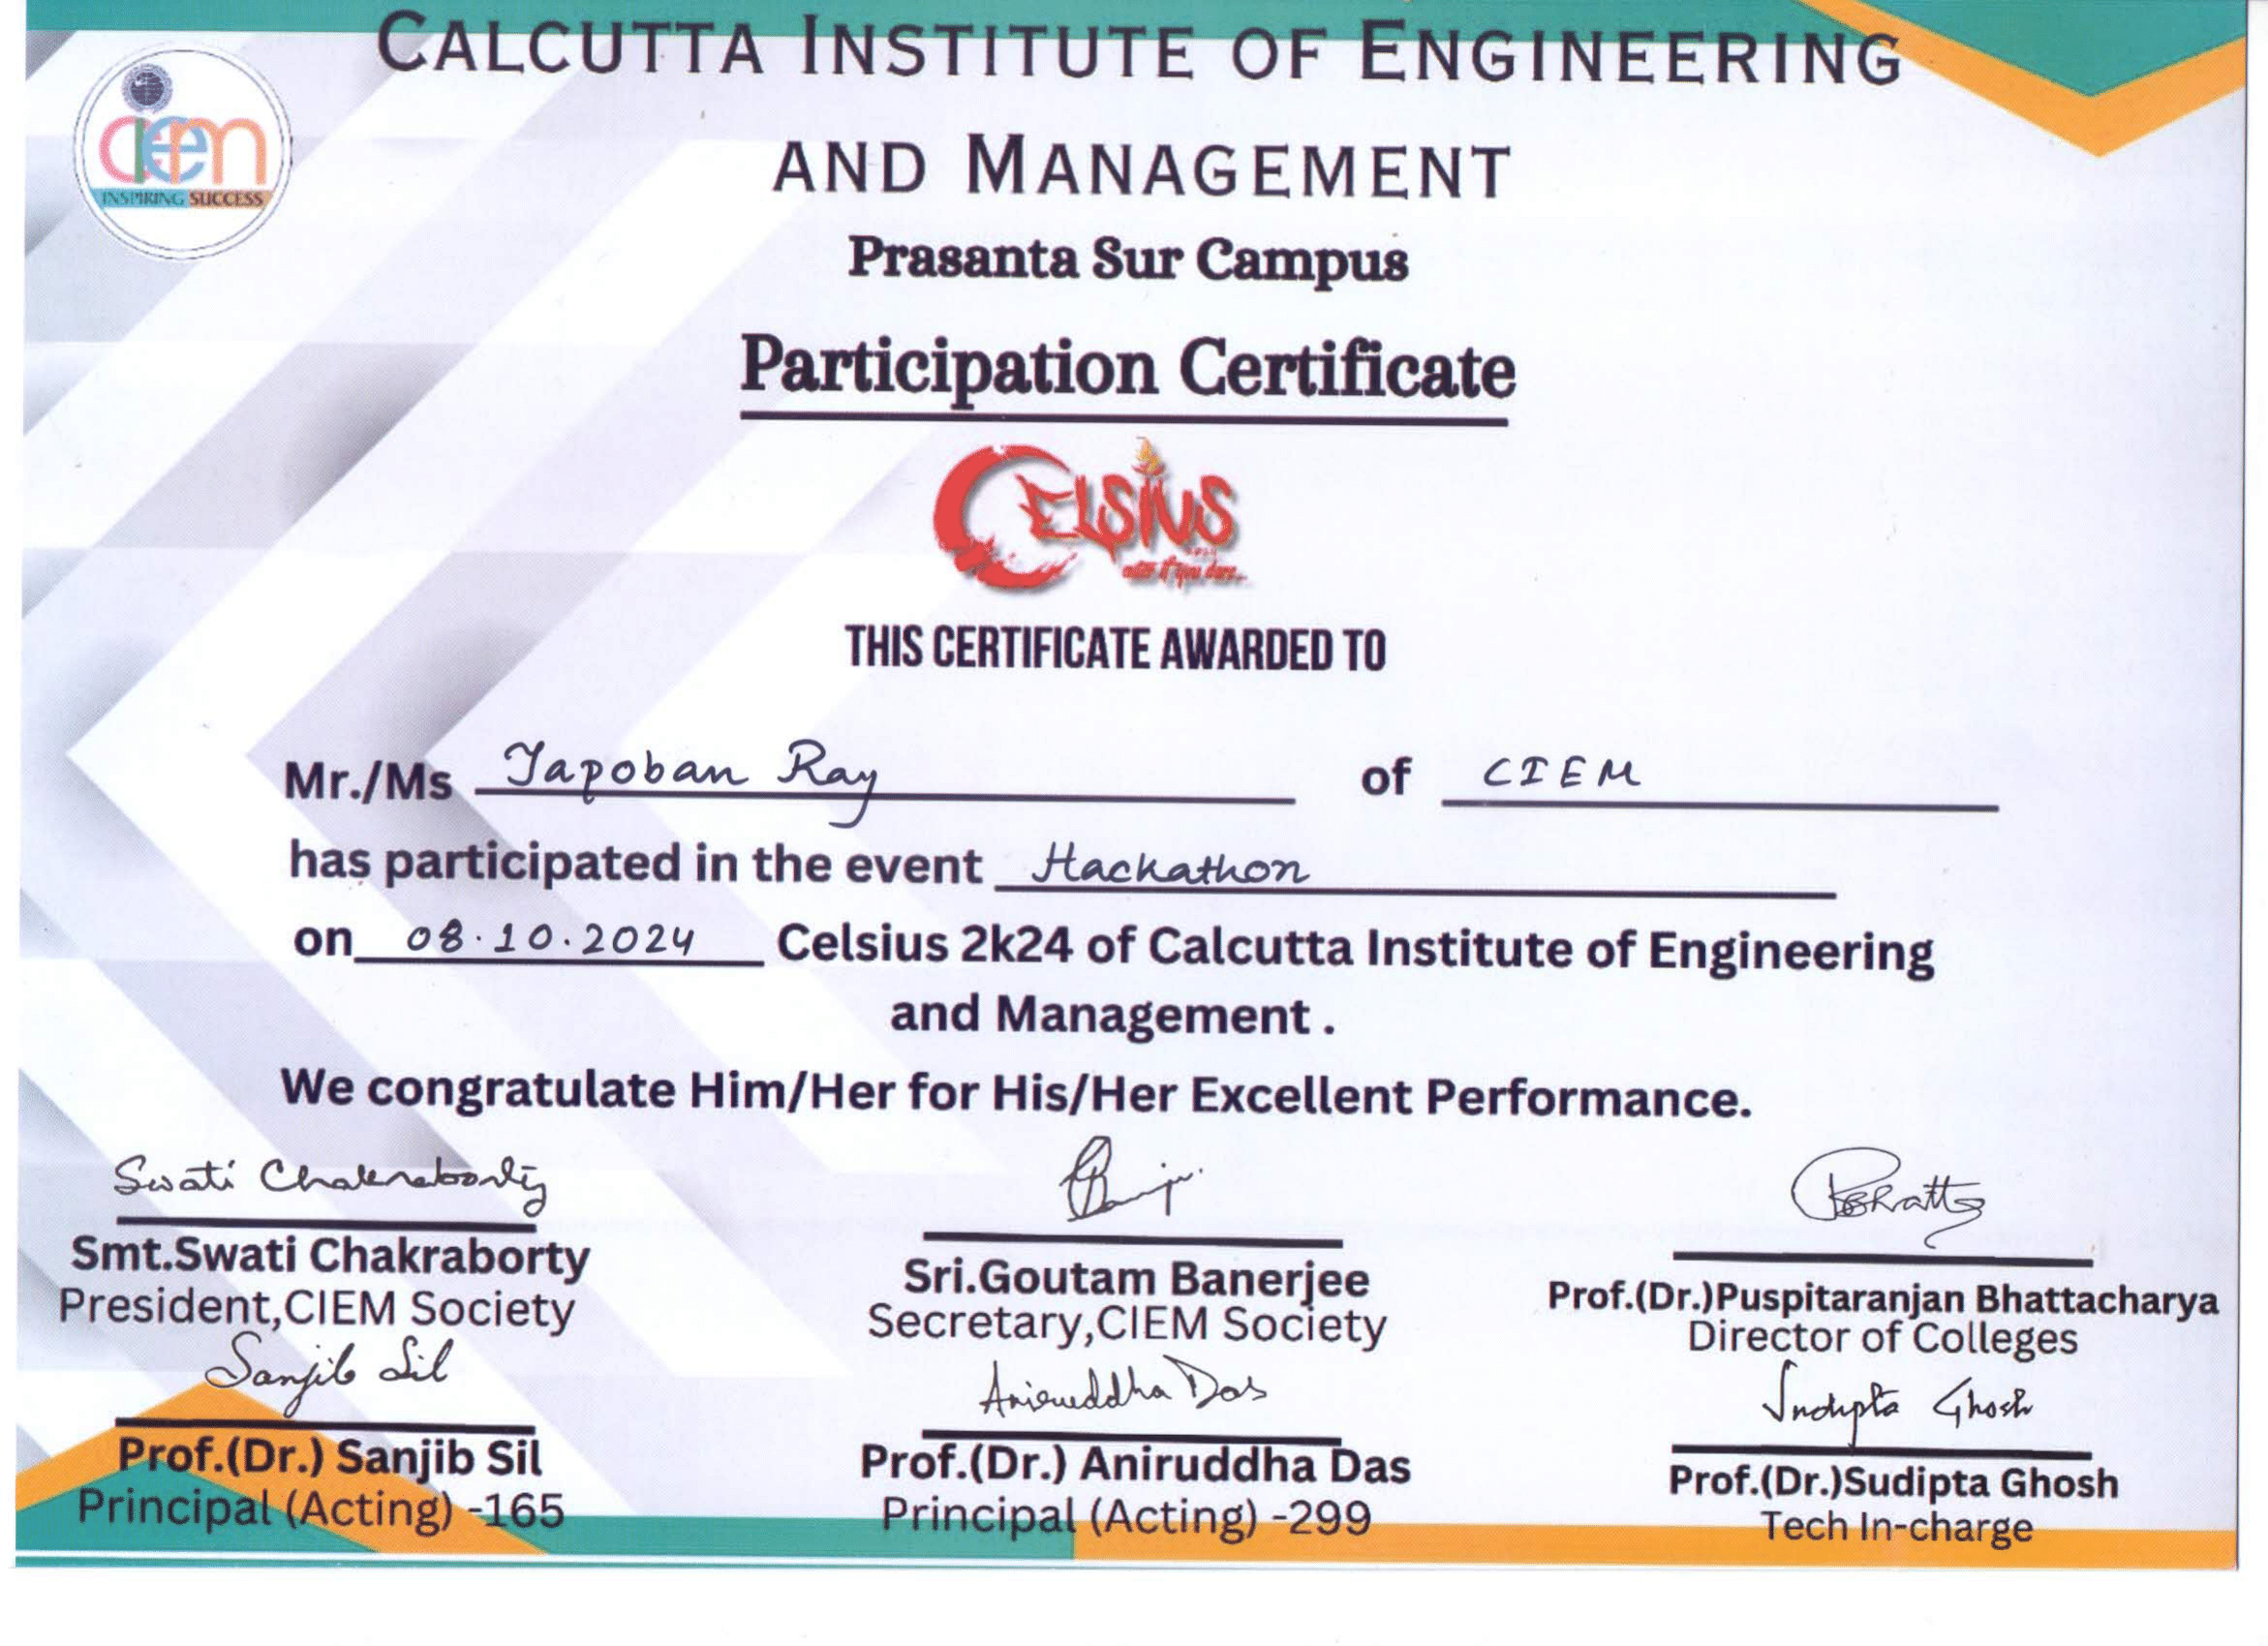 CALCUTTA INSTITUTE OF ENGINEERING
AND MANAGEMENT
ciem
INSPIRING SUCCESS
Prasanta Sur Campus
Participation Certificate
CELSIUS
THIS CERTIFICATE AWARDED TO
Mr./Ms Tapoban Ray of CIEM
has participated in the event Hackathon
on 08.10.2024 Celsius 2k24 of Calcutta Institute of Engineering
and Management .
We congratulate Him/Her for His/Her Excellent Performance.
Swati Chakraborty
Smt.Swati Chakraborty
President,CIEM Society
Sri.Goutam Banerjee
Secretary,CIEM Society
Prof.(Dr.)Puspitaranjan Bhattacharya
Director of Colleges
Sanjib Sil
Prof.(Dr.) Sanjib Sil
Principal (Acting) -165
Aniruddha Das
Prof.(Dr.) Aniruddha Das
Principal (Acting) -299
Sudipta Ghosh
Prof.(Dr.)Sudipta Ghosh
Tech In-charge